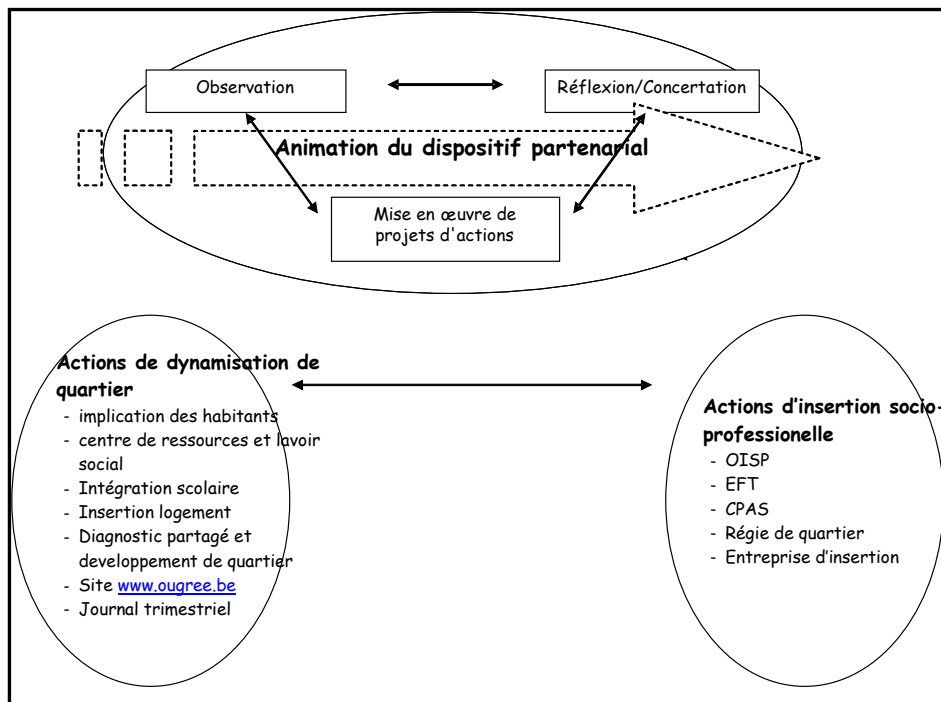 Observation
Réflexion/Concertation
Animation du dispositif partenarial
Mise en œuvre de
projets d'actions
Actions de dynamisation de
quartier
- implication des habitants
- centre de ressources et lavoir
social
- Intégration scolaire
- Insertion logement
- Diagnostic partagé et
developpement de quartier
- Site www.ougree.be
- Journal trimestriel
Actions d'insertion socio-
professionelle
- OISP
- EFT
- CPAS
- Régie de quartier
- Entreprise d'insertion